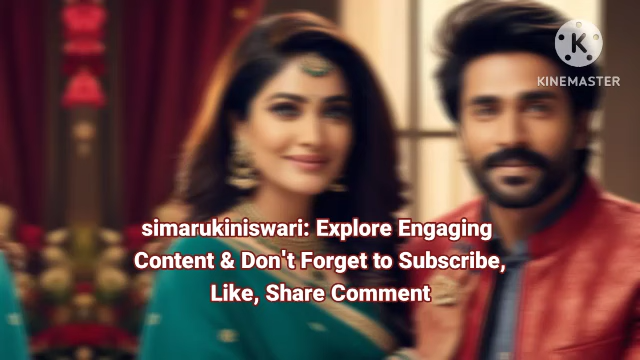 K
KINEMASTER
simarukiniswari: Explore Engaging
Content & Don't Forget to Subscribe,
Like, Share Comment